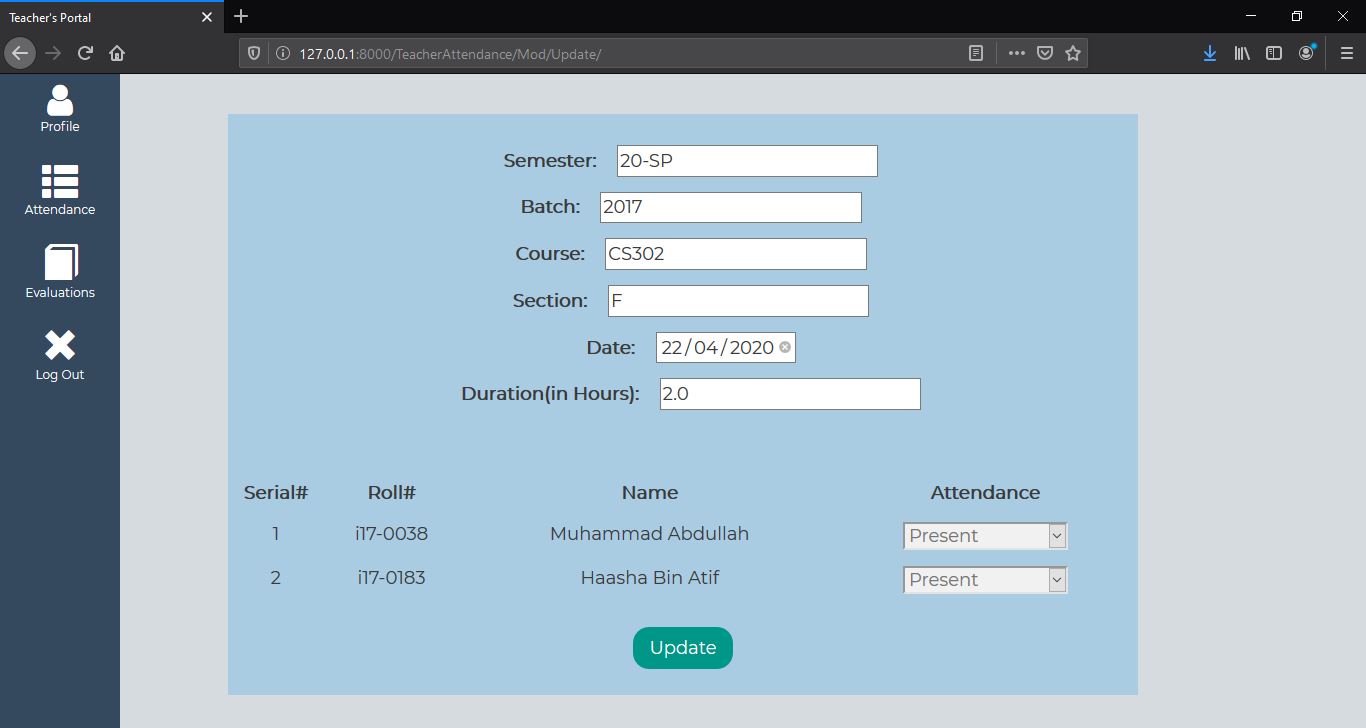 Teacher's Portal
127.0.0.1:8000/TeacherAttendance/Mod/Update/
Profile
Attendance
Evaluations
Log Out
Semester: 20-SP
Batch: 2017
Course: CS302
Section: F
Date: 22/04/2020
Duration(in Hours): 2.0
Serial# Roll# Name Attendance
1 i17-0038 Muhammad Abdullah Present
2 i17-0183 Haasha Bin Atif Present
Update